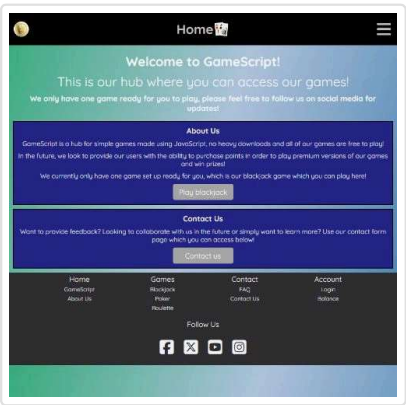 Home
Welcome to GameScript!
This is our hub where you can access our games!
We only have one game ready for you to play, please feel free to follow us on social media for
updates!
About Us
GameScript is a hub for simple games made using JavaScript, no heavy downloads and all of our games are free to play!
In the future, we look to provide our users with the ability to purchase points in order to play premium versions of our games
and win prizes!
We currently only have one game set up ready for you, which is our blackjack game which you can play here!
Play blackjack
Contact Us
Want to provide feedback? Looking to collaborate with us in the future or simply want to learn more? Use our contact form
page which you can access below!
Contact us
Home Games Contact Account
GameScript Blackjack FAQ Login
About Us Poker Contact Us Balance
Roulette
Follow Us